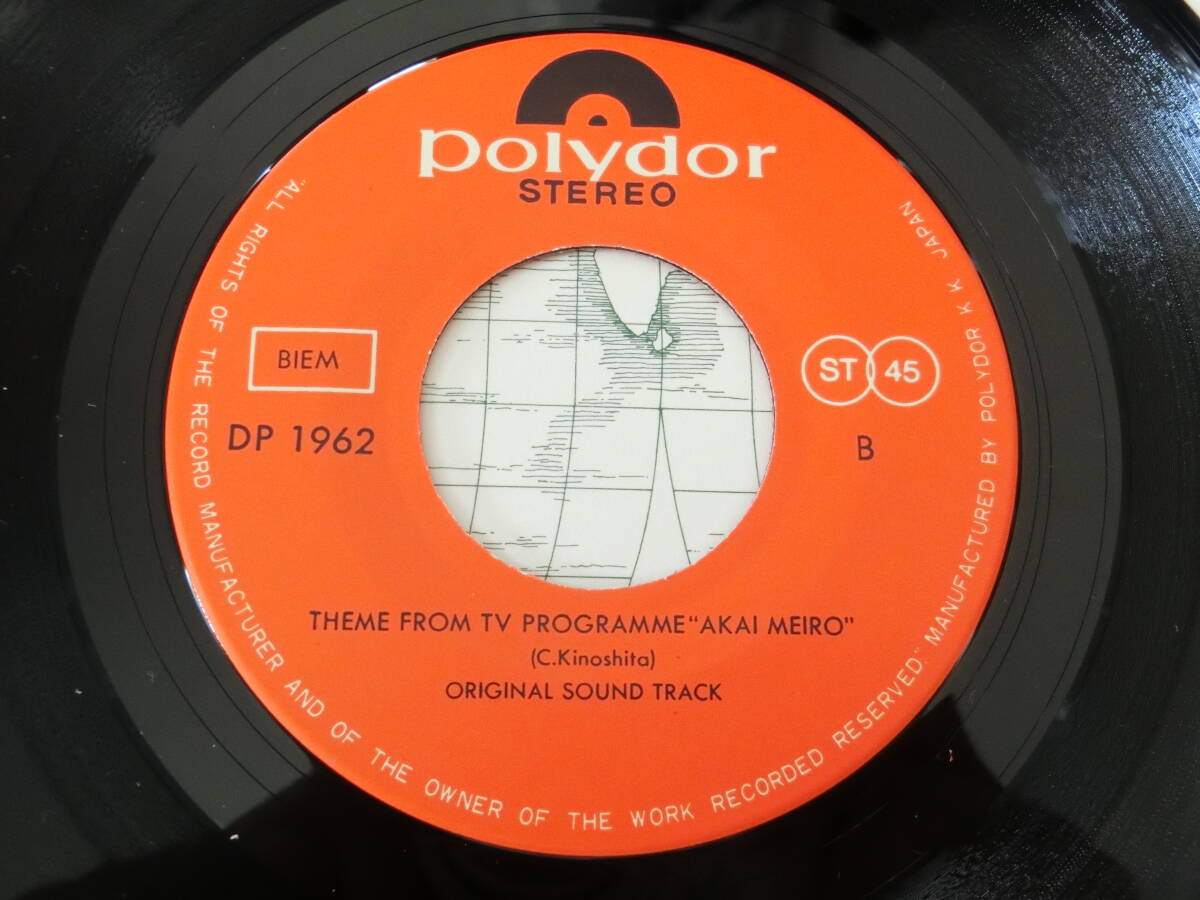 polydor
STEREO
BIEM
DP 1962
ST 45
B
THEME FROM TV PROGRAMME "AKAI MEIRO"
(C.Kinoshita)
ORIGINAL SOUND TRACK
"ALL RIGHTS OF THE RECORD MANUFACTURER AND OF THE OWNER OF THE WORK RECORDED RESERVED." MANUFACTURED BY POLYDOR K K JAPAN